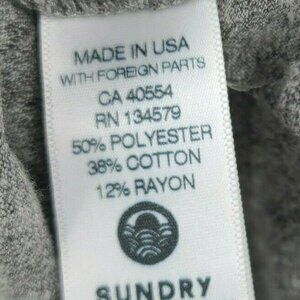 MADE IN USA
WITH FOREIGN PARTS
CA 40554
RN 134579
50% POLYESTER
38% COTTON
12% RAYON
SUNDRY